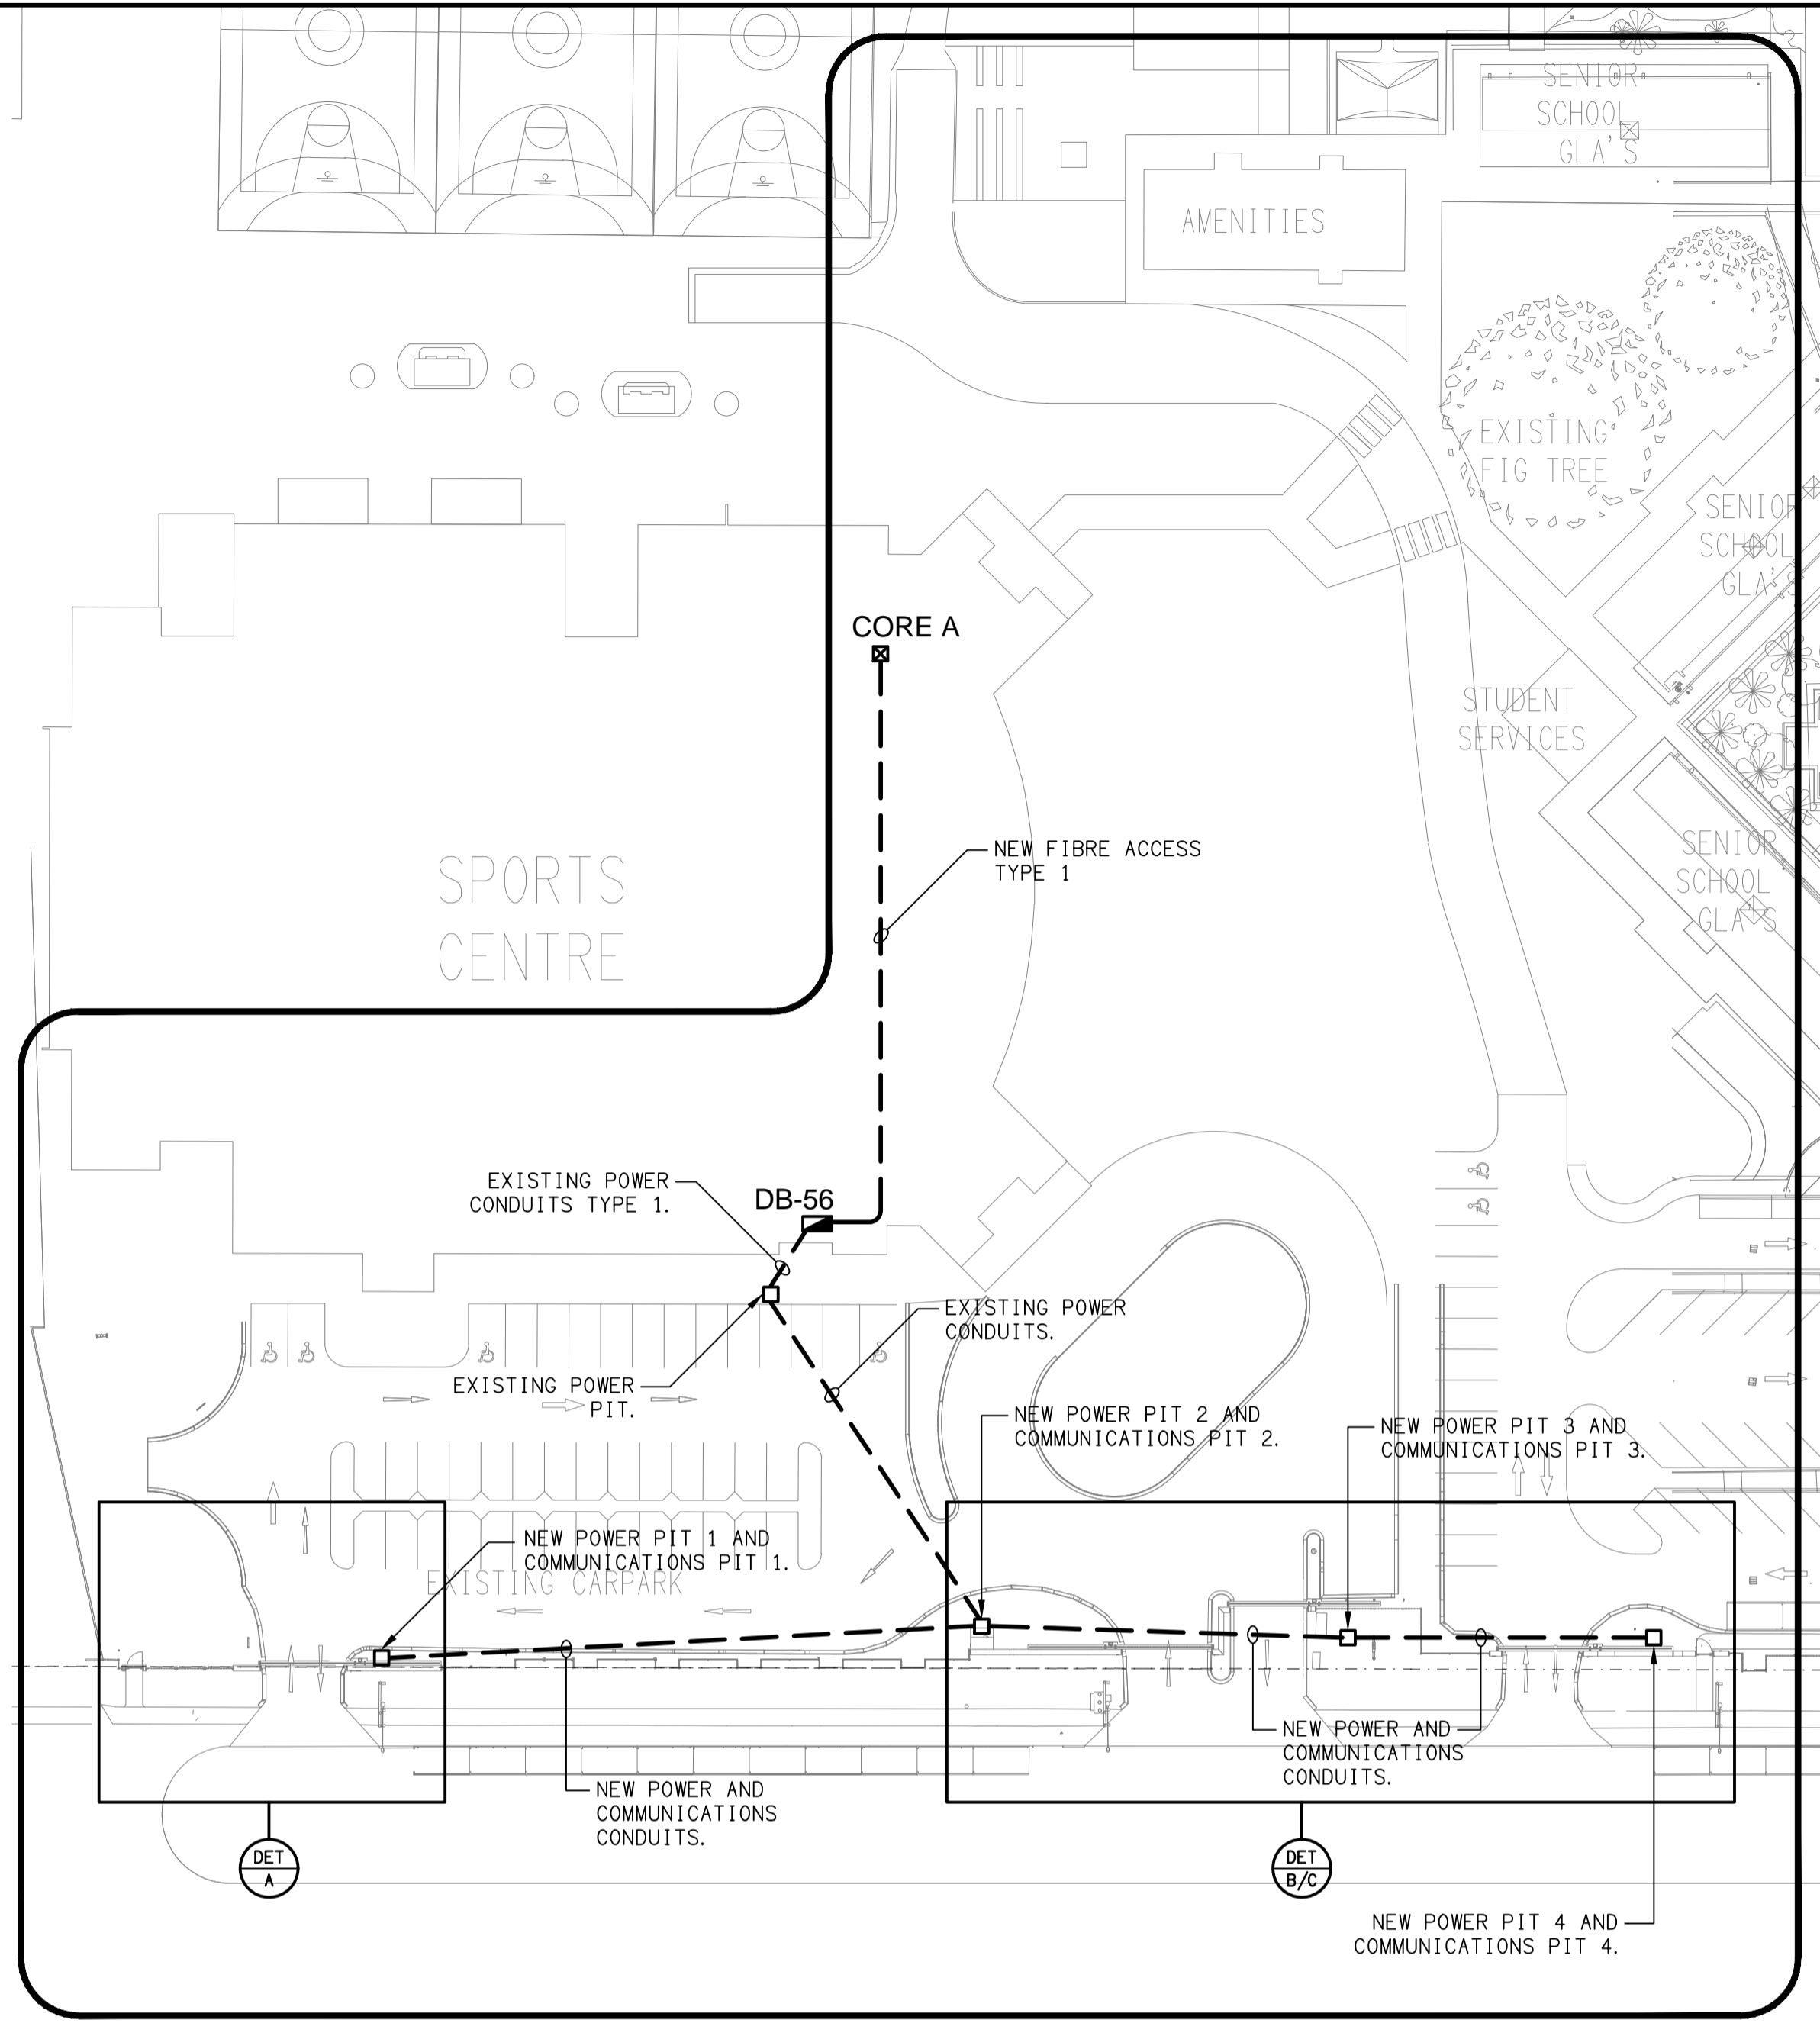 SENIOR
SCHOOL
GLA'S
AMENITIES
EXISTING
FIG TREE
SENIOR
SCHOOL
GLA'S
CORE A
STUDENT
SERVICES
NEW FIBRE ACCESS
TYPE 1
SENIOR
SCHOOL
GLA'S
SPORTS
CENTRE
EXISTING POWER
CONDUITS TYPE 1.
DB-56
EXISTING POWER
CONDUITS.
EXISTING POWER
PIT.
NEW POWER PIT 2 AND
COMMUNICATIONS PIT 2.
NEW POWER PIT 3 AND
COMMUNICATIONS PIT 3.
NEW POWER PIT 1 AND
COMMUNICATIONS PIT 1.
EXISTING CARPARK
NEW POWER AND
COMMUNICATIONS
CONDUITS.
NEW POWER AND
COMMUNICATIONS
CONDUITS.
DET
A
DET
B/C
NEW POWER PIT 4 AND
COMMUNICATIONS PIT 4.